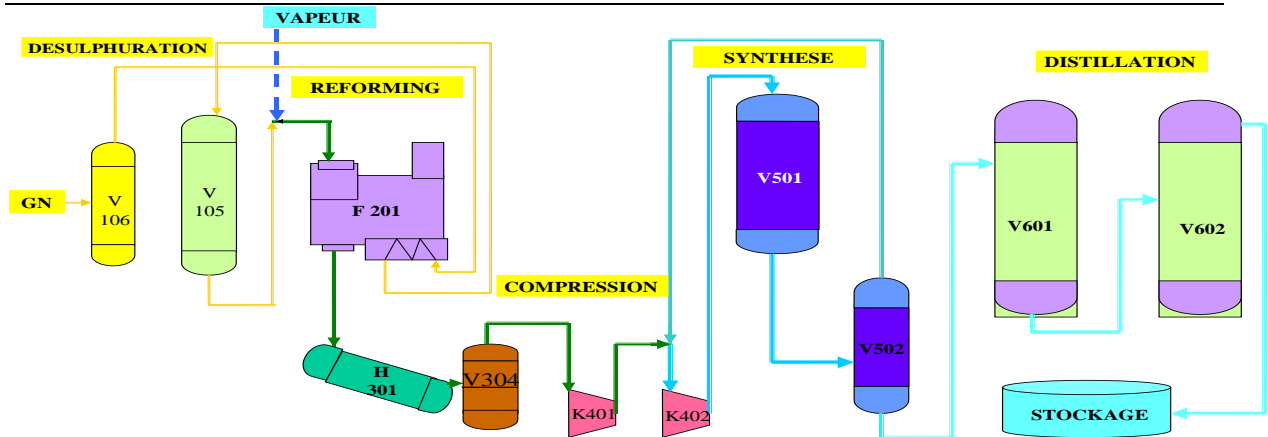 VAPEUR
DESULPHURATION
REFORMING
SYNTHESE
DISTILLATION
GN
V
106
V
105
F 201
V501
V601
V602
COMPRESSION
H
301
V304
V502
K401
K402
STOCKAGE